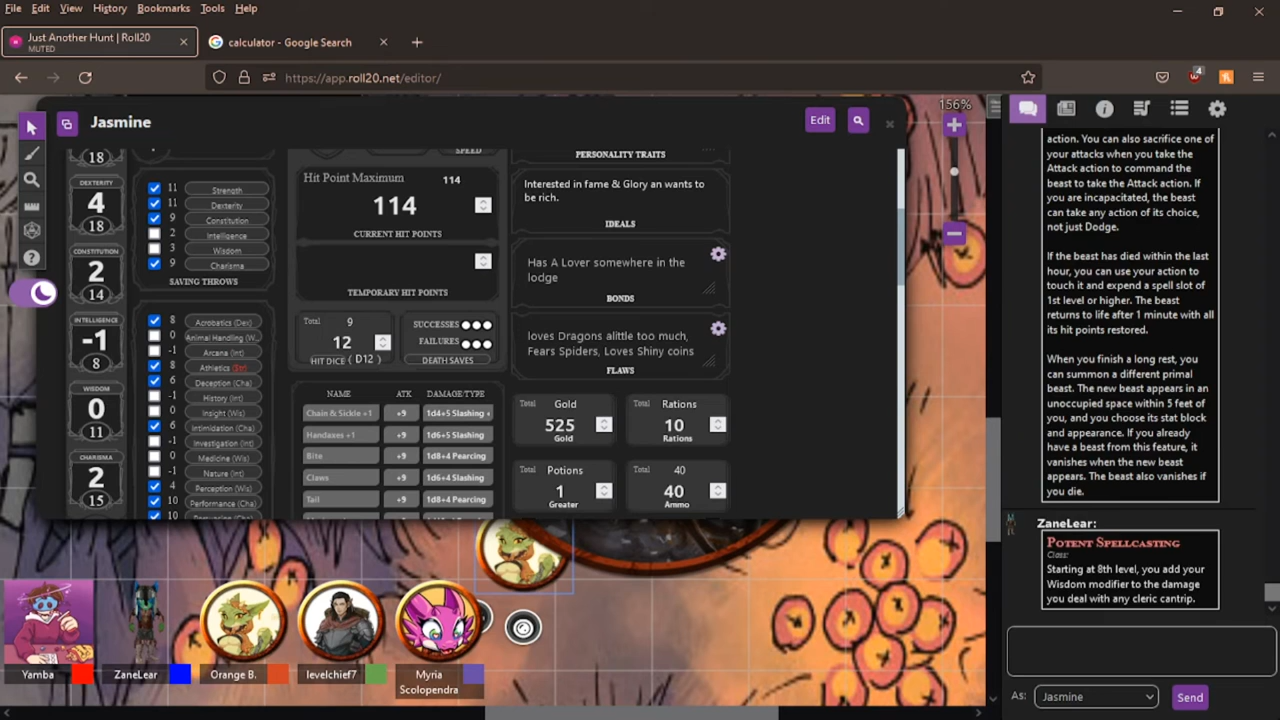 File Edit View History Bookmarks Tools Help
Just Another Hunt | Roll20
MUTED
calculator - Google Search
https://app.roll20.net/editor/
4
156%
Jasmine
Edit
18
DEXTERITY
4
18
CONSTITUTION
2
14
INTELLIGENCE
-1
8
WISDOM
0
11
CHARISMA
2
15
11 Strength
11 Dexterity
9 Constitution
2 Intelligence
3 Wisdom
9 Charisma
SAVING THROWS
8 Acrobatics (Dex)
0 Animal Handling (W...
-1 Arcana (Int)
8 Athletics (Str)
6 Deception (Cha)
-1 History (Int)
0 Insight (Wis)
6 Intimidation (Cha)
-1 Investigation (Int)
0 Medicine (Wis)
-1 Nature (Int)
4 Perception (Wis)
10 Performance (Cha)
10 Persuasion (Cha)
SPEED
Hit Point Maximum 114
114
CURRENT HIT POINTS
TEMPORARY HIT POINTS
Total 9
12
HIT DICE ( D12 )
SUCCESSES
FAILURES
DEATH SAVES
NAME ATK DAMAGE/TYPE
Chain & Sickle +1 +9 1d4+5 Slashing
Handaxes +1 +9 1d6+5 Slashing
Bite +9 1d8+4 Pearcing
Claws +9 1d6+4 Slashing
Tail +9 1d8+4 Pearcing
PERSONALITY TRAITS
Interested in fame & Glory an wants to
be rich.
IDEALS
Has A Lover somewhere in the
lodge
BONDS
loves Dragons alittle too much,
Fears Spiders, Loves Shiny coins
FLAWS
Total Gold
525
Gold
Total Rations
10
Rations
Total Potions
1
Greater
Total 40
40
Ammo
Yamba
ZaneLear
Orange B.
levelchief7
Myria
Scolopendra
action. You can also sacrifice one of
your attacks when you take the
Attack action to command the
beast to take the Attack action. If
you are incapacitated, the beast
can take any action of its choice,
not just Dodge.
If the beast has died within the last
hour, you can use your action to
touch it and expend a spell slot of
1st level or higher. The beast
returns to life after 1 minute with all
its hit points restored.
When you finish a long rest, you
can summon a different primal
beast. The new beast appears in an
unoccupied space within 5 feet of
you, and you choose its stat block
and appearance. If you already
have a beast from this feature, it
vanishes when the new beast
appears. The beast also vanishes if
you die.
ZaneLear:
POTENT SPELLCASTING
Class:
Starting at 8th level, you add your
Wisdom modifier to the damage
you deal with any cleric cantrip.
As: Jasmine
Send